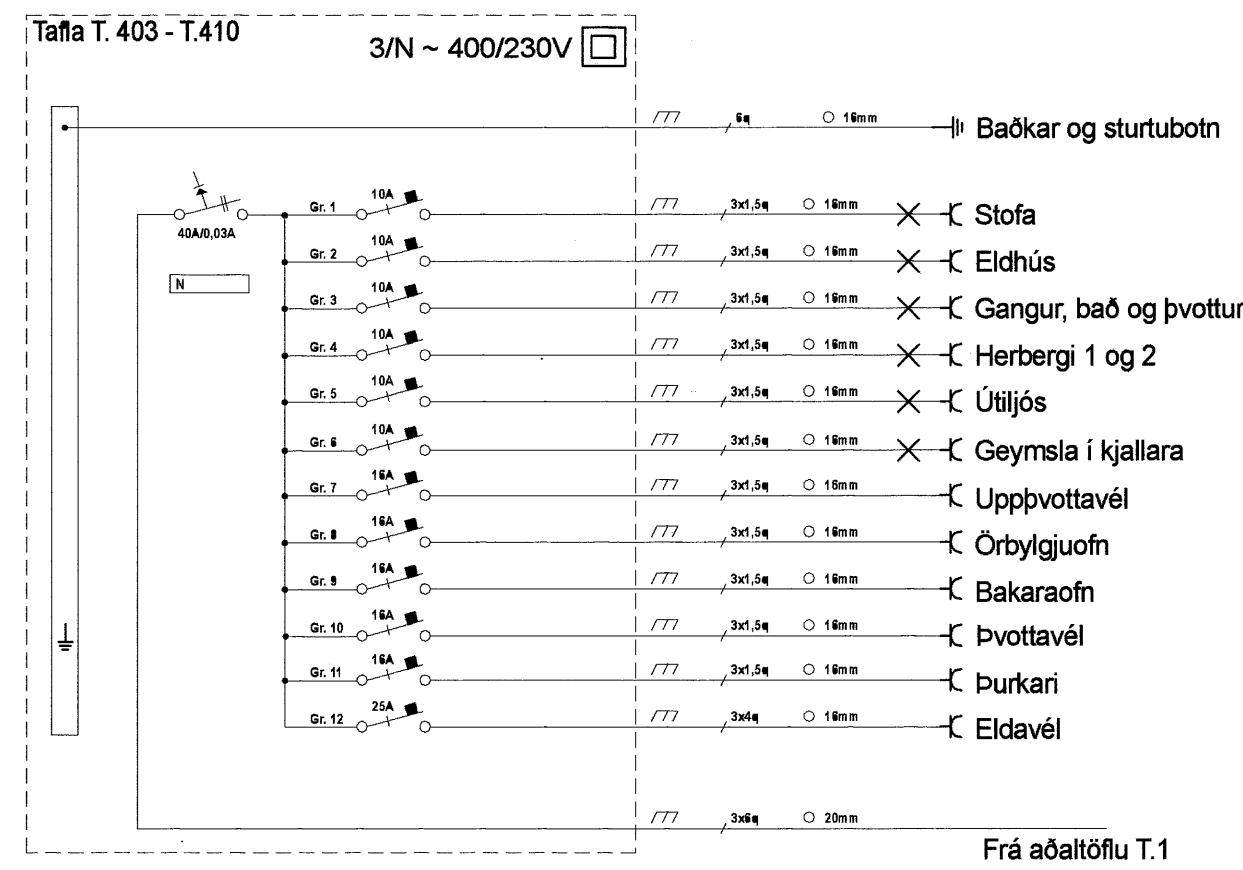 Tafla T. 403 - T.410
3/N ~ 400/230V
6q 16mm Baðkar og sturtubotn
40A/0,03A
N
Gr. 1 10A 3x1,5q 16mm Stofa
Gr. 2 10A 3x1,5q 16mm Eldhús
Gr. 3 10A 3x1,5q 16mm Gangur, bað og þvottur
Gr. 4 10A 3x1,5q 16mm Herbergi 1 og 2
Gr. 5 10A 3x1,5q 16mm Útiljós
Gr. 6 10A 3x1,5q 16mm Geymsla í kjallara
Gr. 7 16A 3x1,5q 16mm Uppþvottavél
Gr. 8 16A 3x1,5q 16mm Örbylgjuofn
Gr. 9 16A 3x1,5q 16mm Bakaraofn
Gr. 10 16A 3x1,5q 16mm Þvottavél
Gr. 11 16A 3x1,5q 16mm Þurkari
Gr. 12 25A 3x4q 16mm Eldavél
3x6q 20mm
Frá aðaltöflu T.1